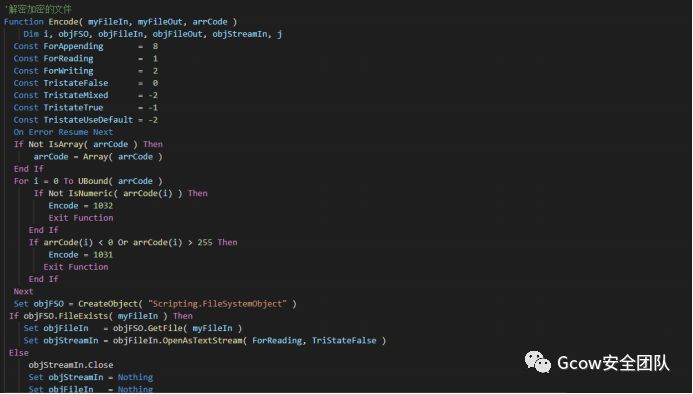 '解密加密的文件
Function Encode( myFileIn, myFileOut, arrCode )
    Dim i, objFSO, objFileIn, objFileOut, objStreamIn, j
  Const ForAppending       =  8
  Const ForReading         =  1
  Const ForWriting         =  2
  Const TristateFalse      =  0
  Const TristateMixed      = -2
  Const TristateTrue       = -1
  Const TristateUseDefault = -2
  On Error Resume Next
  If Not IsArray( arrCode ) Then
      arrCode = Array( arrCode )
  End If
  For i = 0 To UBound( arrCode )
      If Not IsNumeric( arrCode(i) ) Then
         Encode = 1032
         Exit Function
     End If
     If arrCode(i) < 0 Or arrCode(i) > 255 Then
         Encode = 1031
        Exit Function
     End If
  Next
  Set objFSO = CreateObject( "Scripting.FileSystemObject" )
 If objFSO.FileExists( myFileIn ) Then
    Set objFileIn   = objFSO.GetFile( myFileIn )
    Set objStreamIn = objFileIn.OpenAsTextStream( ForReading, TriStateFalse )
 Else
     objStreamIn.Close
     Set objStreamIn = Nothing
     Set objFileIn   = Nothing
Gcow安全团队